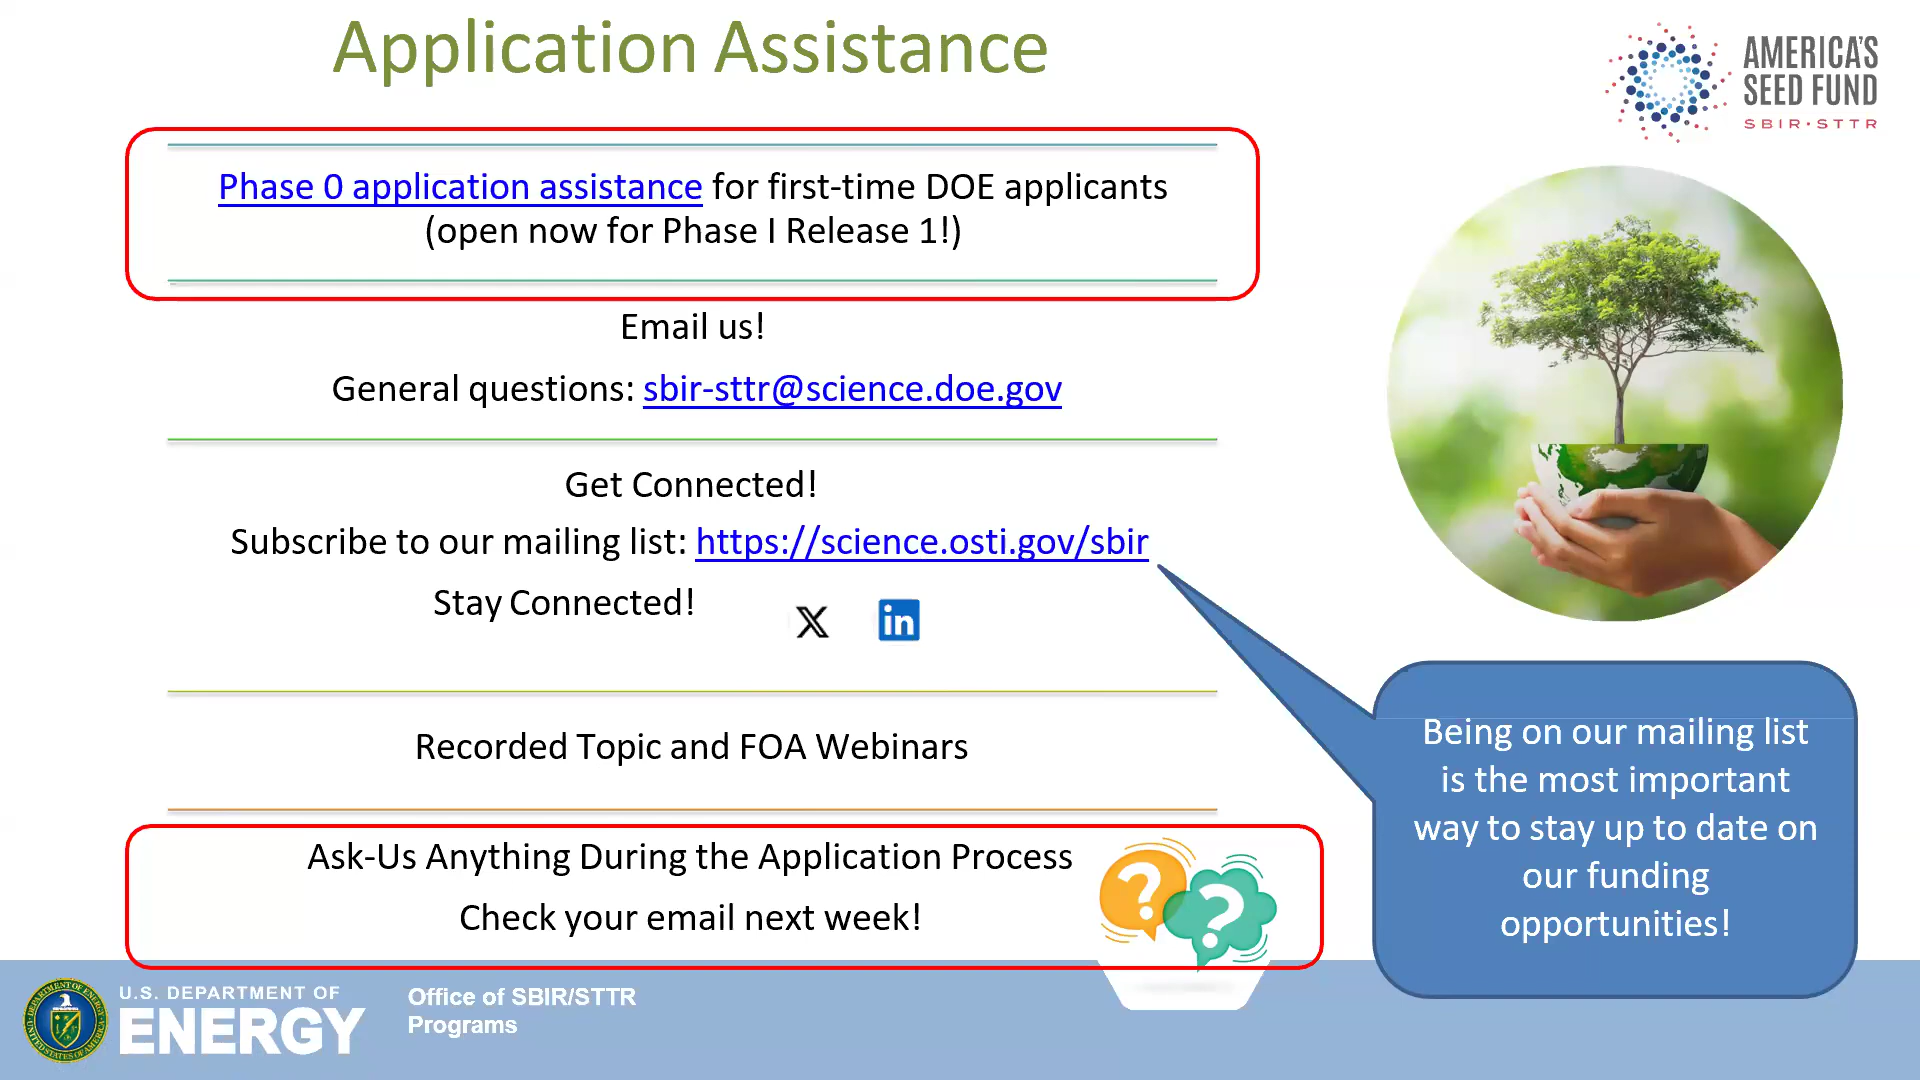 Application Assistance
AMERICA'S
SEED FUND
SBIR·STTR
Phase 0 application assistance for first-time DOE applicants
(open now for Phase I Release 1!)
Email us!
General questions: sbir-sttr@science.doe.gov
Get Connected!
Subscribe to our mailing list: https://science.osti.gov/sbir
Stay Connected!
X in
Recorded Topic and FOA Webinars
Ask-Us Anything During the Application Process
Check your email next week!
? ?
Being on our mailing list
is the most important
way to stay up to date on
our funding
opportunities!
U.S. DEPARTMENT OF
ENERGY
Office of SBIR/STTR
Programs